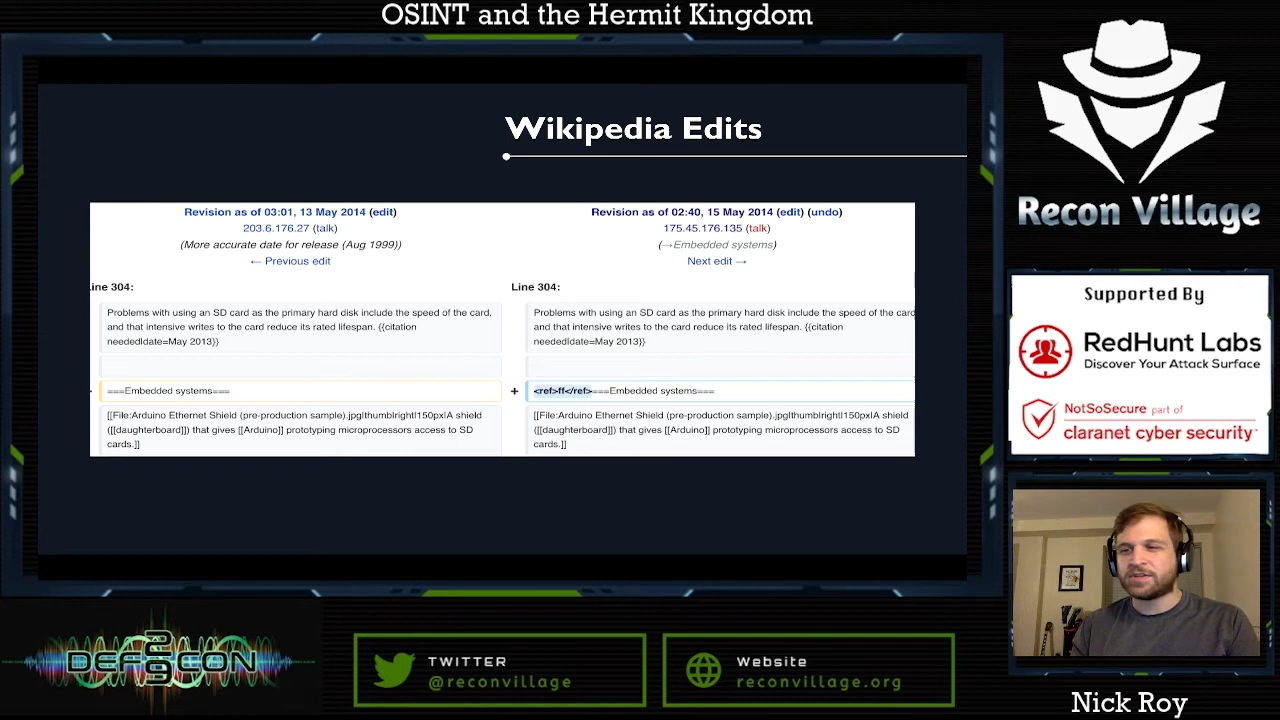 OSINT and the Hermit Kingdom
Wikipedia Edits
Revision as of 03:01, 13 May 2014 (edit)
203.6.176.27 (talk)
(More accurate date for release (Aug 1999))
← Previous edit
Line 304:
Problems with using an SD card as the primary hard disk include the speed of the card,
and that intensive writes to the card reduce its rated lifespan. {{citation
needed|date=May 2013}}
===Embedded systems===
[[File:Arduino Ethernet Shield (pre-production sample).jpg|thumb|right|150px|A shield
([[daughterboard]]) that gives [[Arduino]] prototyping microprocessors access to SD
cards.]]
Revision as of 02:40, 15 May 2014 (edit) (undo)
175.45.176.135 (talk)
(→Embedded systems)
Next edit →
Line 304:
Problems with using an SD card as the primary hard disk include the speed of the card
and that intensive writes to the card reduce its rated lifespan. {{citation
needed|date=May 2013}}
+ <ref>ff</ref>===Embedded systems===
[[File:Arduino Ethernet Shield (pre-production sample).jpg|thumb|right|150px|A shield
([[daughterboard]]) that gives [[Arduino]] prototyping microprocessors access to SD
cards.]]
Recon Village
Supported By
RedHunt Labs
Discover Your Attack Surface
NotSoSecure part of
claranet cyber security
DEFCON
29
TWITTER
@reconvillage
Website
reconvillage.org
Nick Roy